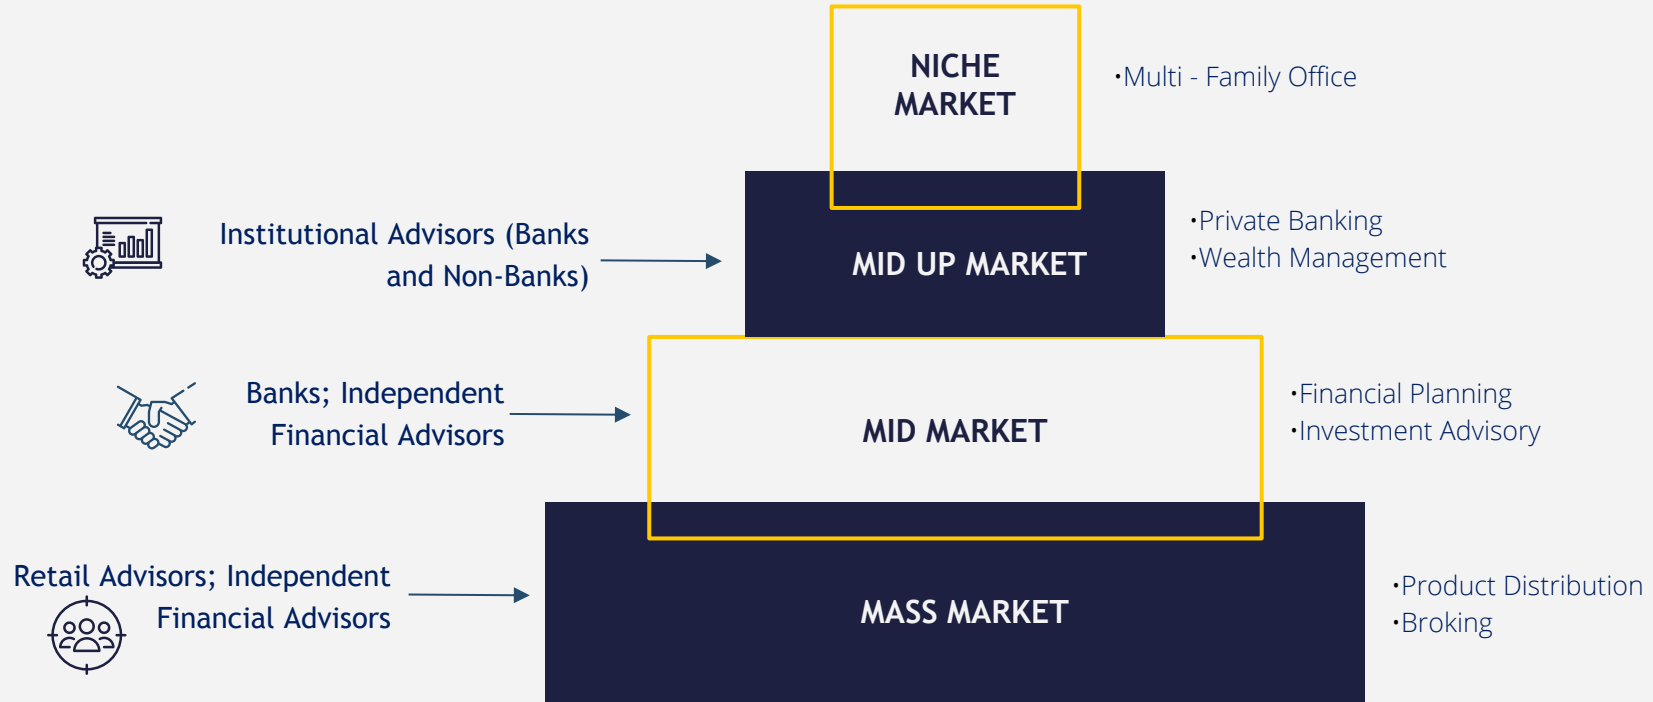 NICHE
MARKET
•Multi - Family Office
Institutional Advisors (Banks
and Non-Banks)
MID UP MARKET
•Private Banking
•Wealth Management
Banks; Independent
Financial Advisors
MID MARKET
•Financial Planning
•Investment Advisory
Retail Advisors; Independent
Financial Advisors
MASS MARKET
•Product Distribution
•Broking